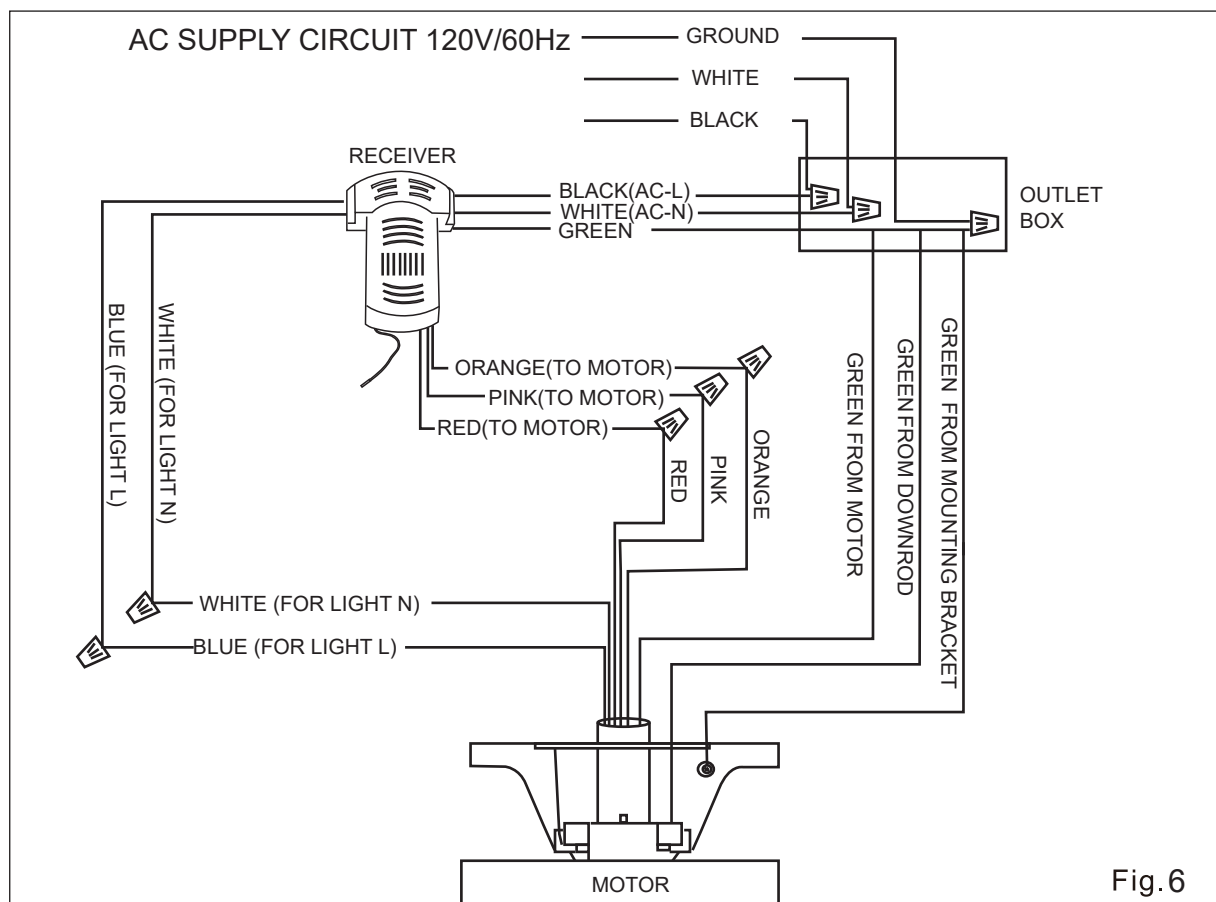 AC SUPPLY CIRCUIT 120V/60Hz
GROUND
WHITE
BLACK
RECEIVER
BLACK(AC-L)
WHITE(AC-N)
GREEN
OUTLET
BOX
BLUE (FOR LIGHT L)
WHITE (FOR LIGHT N)
ORANGE(TO MOTOR)
PINK(TO MOTOR)
RED(TO MOTOR)
RED
PINK
ORANGE
GREEN FROM MOTOR
GREEN FROM DOWNROD
GREEN FROM MOUNTING BRACKET
WHITE (FOR LIGHT N)
BLUE (FOR LIGHT L)
MOTOR
Fig.6